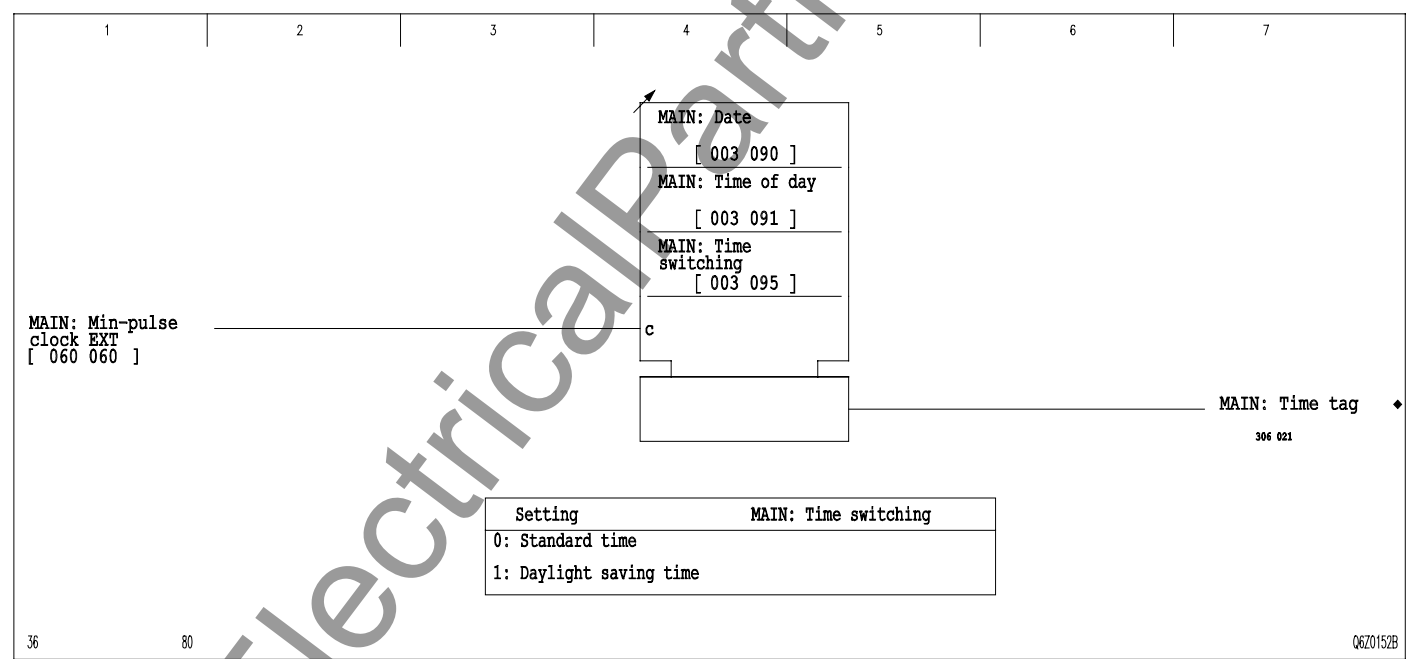 1 2 3 4 5 6 7
MAIN: Date
[ 003 090 ]
MAIN: Time of day
[ 003 091 ]
MAIN: Time
switching
[ 003 095 ]
MAIN: Min-pulse
clock EXT
[ 060 060 ]
c
MAIN: Time tag ◆
306 021
Setting MAIN: Time switching
0: Standard time
1: Daylight saving time
36 80 Q6Z0152B
ElectricalParti